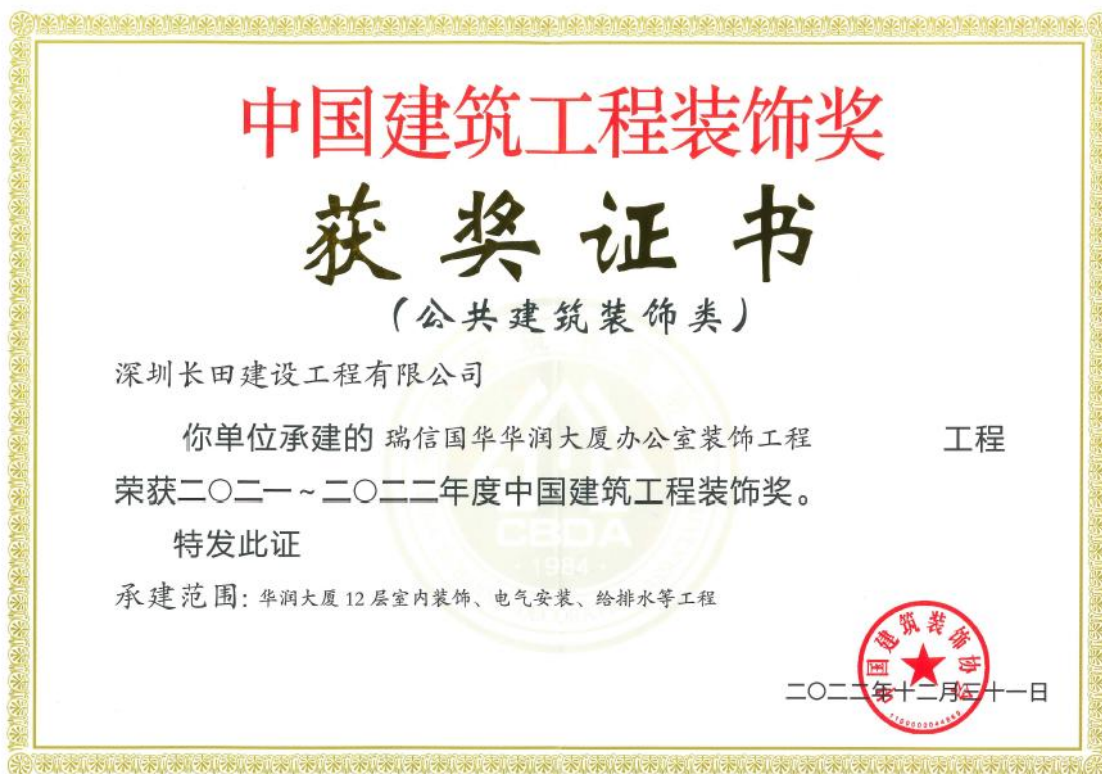 中国建筑工程装饰奖
获奖证书
（公共建筑装饰类）
深圳长田建设工程有限公司
你单位承建的 瑞信国华华润大厦办公室装饰工程 工程
荣获二〇二一~二〇二二年度中国建筑工程装饰奖。
特发此证
承建范围: 华润大厦 12 层室内装饰、电气安装、给排水等工程
二〇二二年十二月三十一日
中国建筑装饰协会
CBDA
·1984·